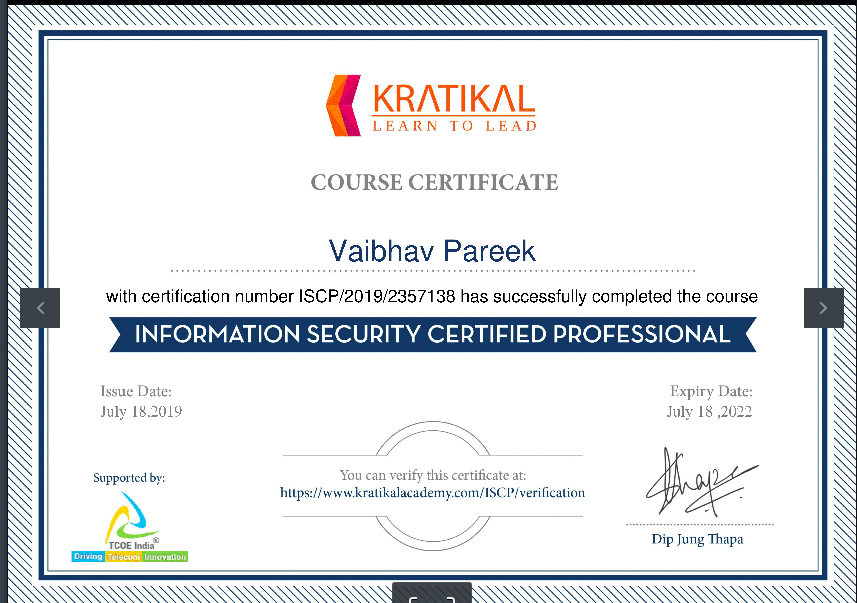 KRATIKAL
LEARN TO LEAD
COURSE CERTIFICATE
Vaibhav Pareek
with certification number ISCP/2019/2357138 has successfully completed the course
INFORMATION SECURITY CERTIFIED PROFESSIONAL
Issue Date:
July 18.2019
Expiry Date:
July 18 ,2022
You can verify this certificate at:
https://www.kratikalacademy.com/ISCP/verification
Supported by:
TCOE India®
Driving Telecom Innovation
Thapa
Dip Jung Thapa